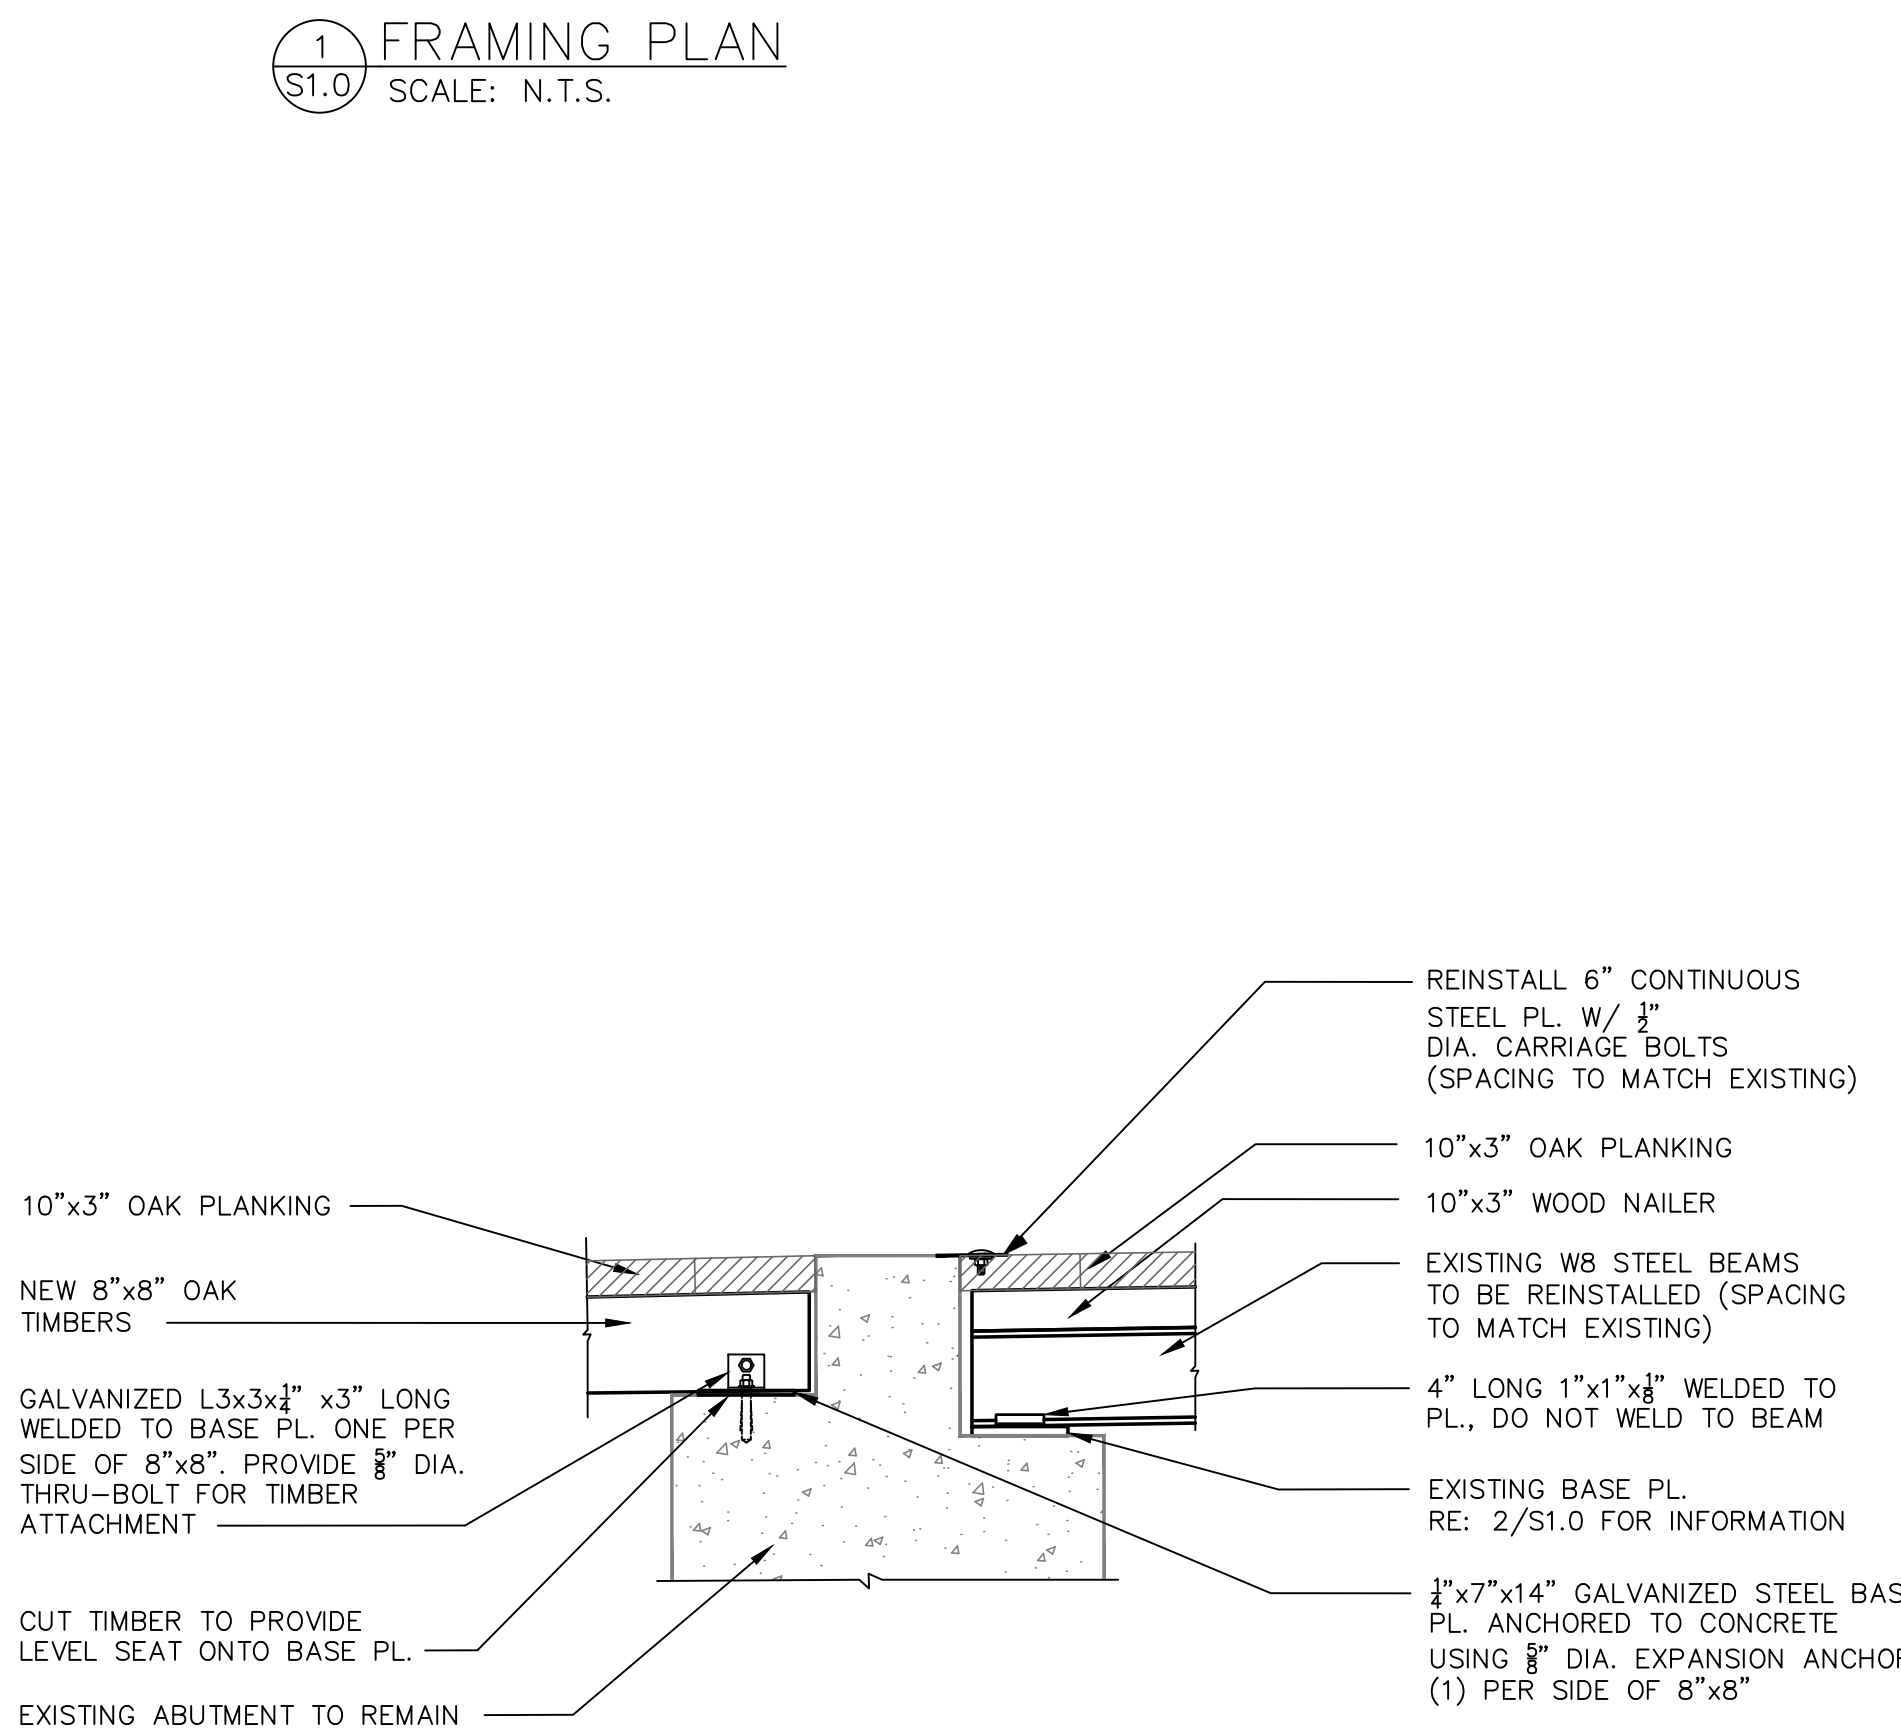 1
FRAMING PLAN
S1.0
SCALE: N.T.S.
REINSTALL 6" CONTINUOUS
STEEL PL. W/ 1/2"
DIA. CARRIAGE BOLTS
(SPACING TO MATCH EXISTING)
10"x3" OAK PLANKING
10"x3" WOOD NAILER
EXISTING W8 STEEL BEAMS
TO BE REINSTALLED (SPACING
TO MATCH EXISTING)
4" LONG 1"x1"x1/8" WELDED TO
PL., DO NOT WELD TO BEAM
EXISTING BASE PL.
RE: 2/S1.0 FOR INFORMATION
1/4"x7"x14" GALVANIZED STEEL
PL. ANCHORED TO CONCRETE
USING 5/8" DIA. EXPANSION
(1) PER SIDE OF 8"x8"
10"x3" OAK PLANKING
NEW 8"x8" OAK
TIMBERS
GALVANIZED L3x3x1/4" x3" LONG
WELDED TO BASE PL. ONE PER
SIDE OF 8"x8". PROVIDE 5/8" DIA.
THRU-BOLT FOR TIMBER
ATTACHMENT
CUT TIMBER TO PROVIDE
LEVEL SEAT ONTO BASE PL.
EXISTING ABUTMENT TO REMAIN